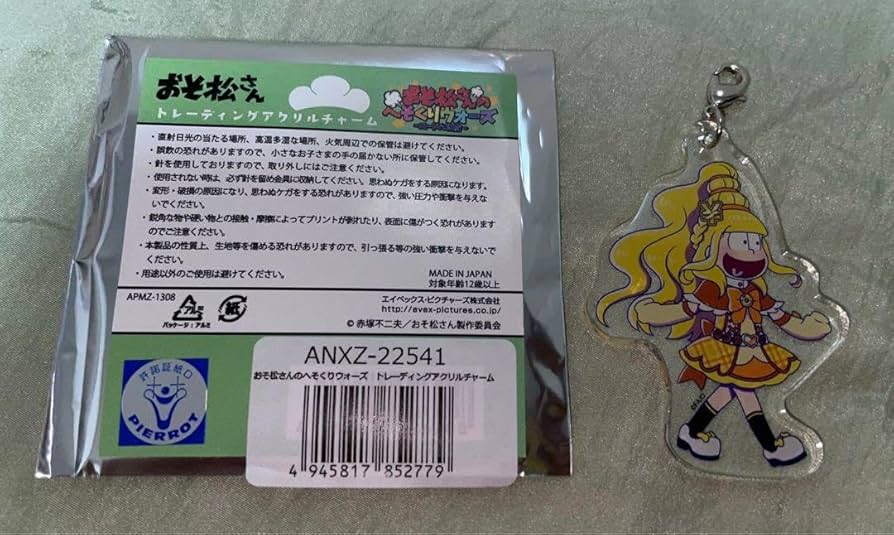 おそ松さん
トレーディングアクリルチャーム
おそ松さんの
へそくりウォーズ
・直射日光の当たる場所、高温多湿な場所、火気周辺での保管は避けてください。
・誤飲の恐れがありますので、小さなお子さまの手の届かない所に保管してください。
・針を使用しておりますので、取り外しにはご注意ください。
・使用されない時は、必ず針を留め金具に収納してください。思わぬケガをする原因になります。
・変形・破損の原因になり、思わぬケガをする恐れがありますので、強い圧力や衝撃を与えな
いでください。
・鋭角な物や硬い物との接触・摩擦によってプリントが剥れたり、表面に傷がつく恐れがあります
のでご注意ください。
・本製品の性質上、生地等を傷める恐れがありますので、引っ張る等の強い衝撃を与えないで
ください。
・用途以外のご使用は避けてください。
MADE IN JAPAN
対象年齢12歳以上
APMZ-1308
アルミ
パッケージ：アルミ
紙
エイベックス・ピクチャーズ株式会社
http://avex-pictures.co.jp/
©赤塚不二夫／おそ松さん製作委員会
許諾証紙D
PIERROT
ANXZ-22541
おそ松さんのへそくりウォーズ トレーディングアクリルチャーム
4 945817 852779